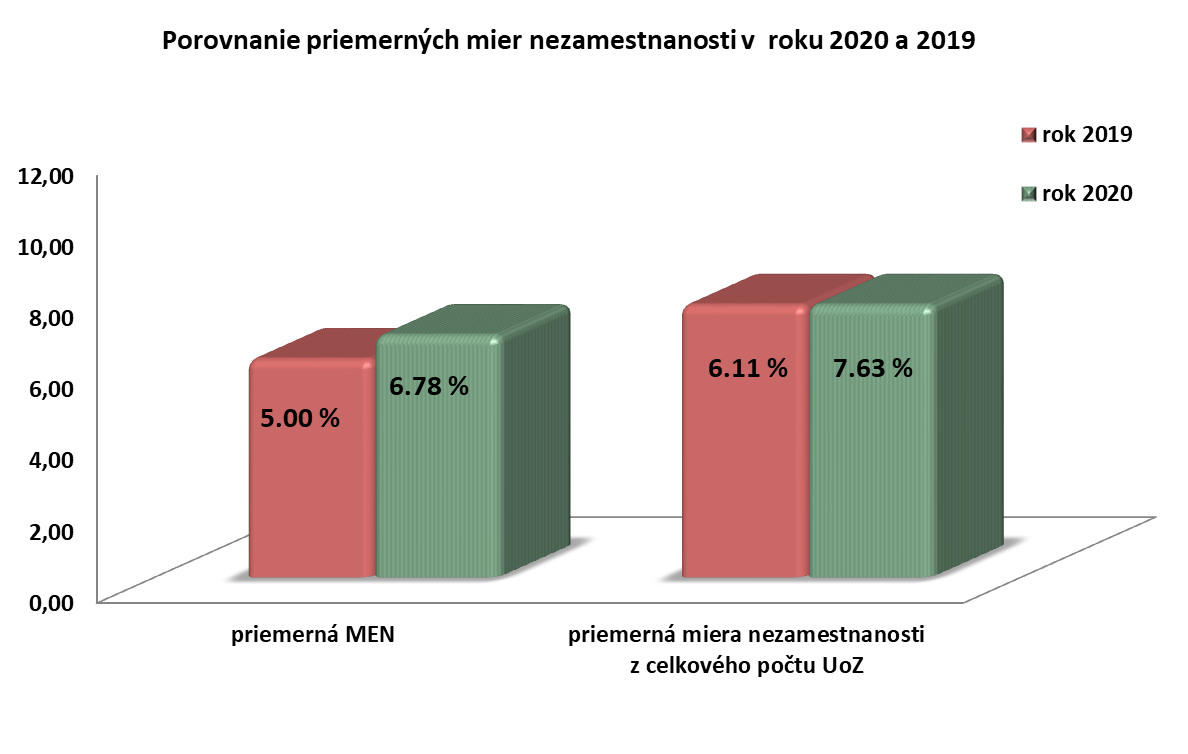 Porovnanie priemerných mier nezamestnanosti v  roku 2020 a 2019
rok 2019
rok 2020
12,00
10,00
8,00
6,00
4,00
2,00
0,00
5.00 %
6.78 %
6.11 %
7.63 %
priemerná MEN
priemerná miera nezamestnanosti
z celkového počtu UoZ